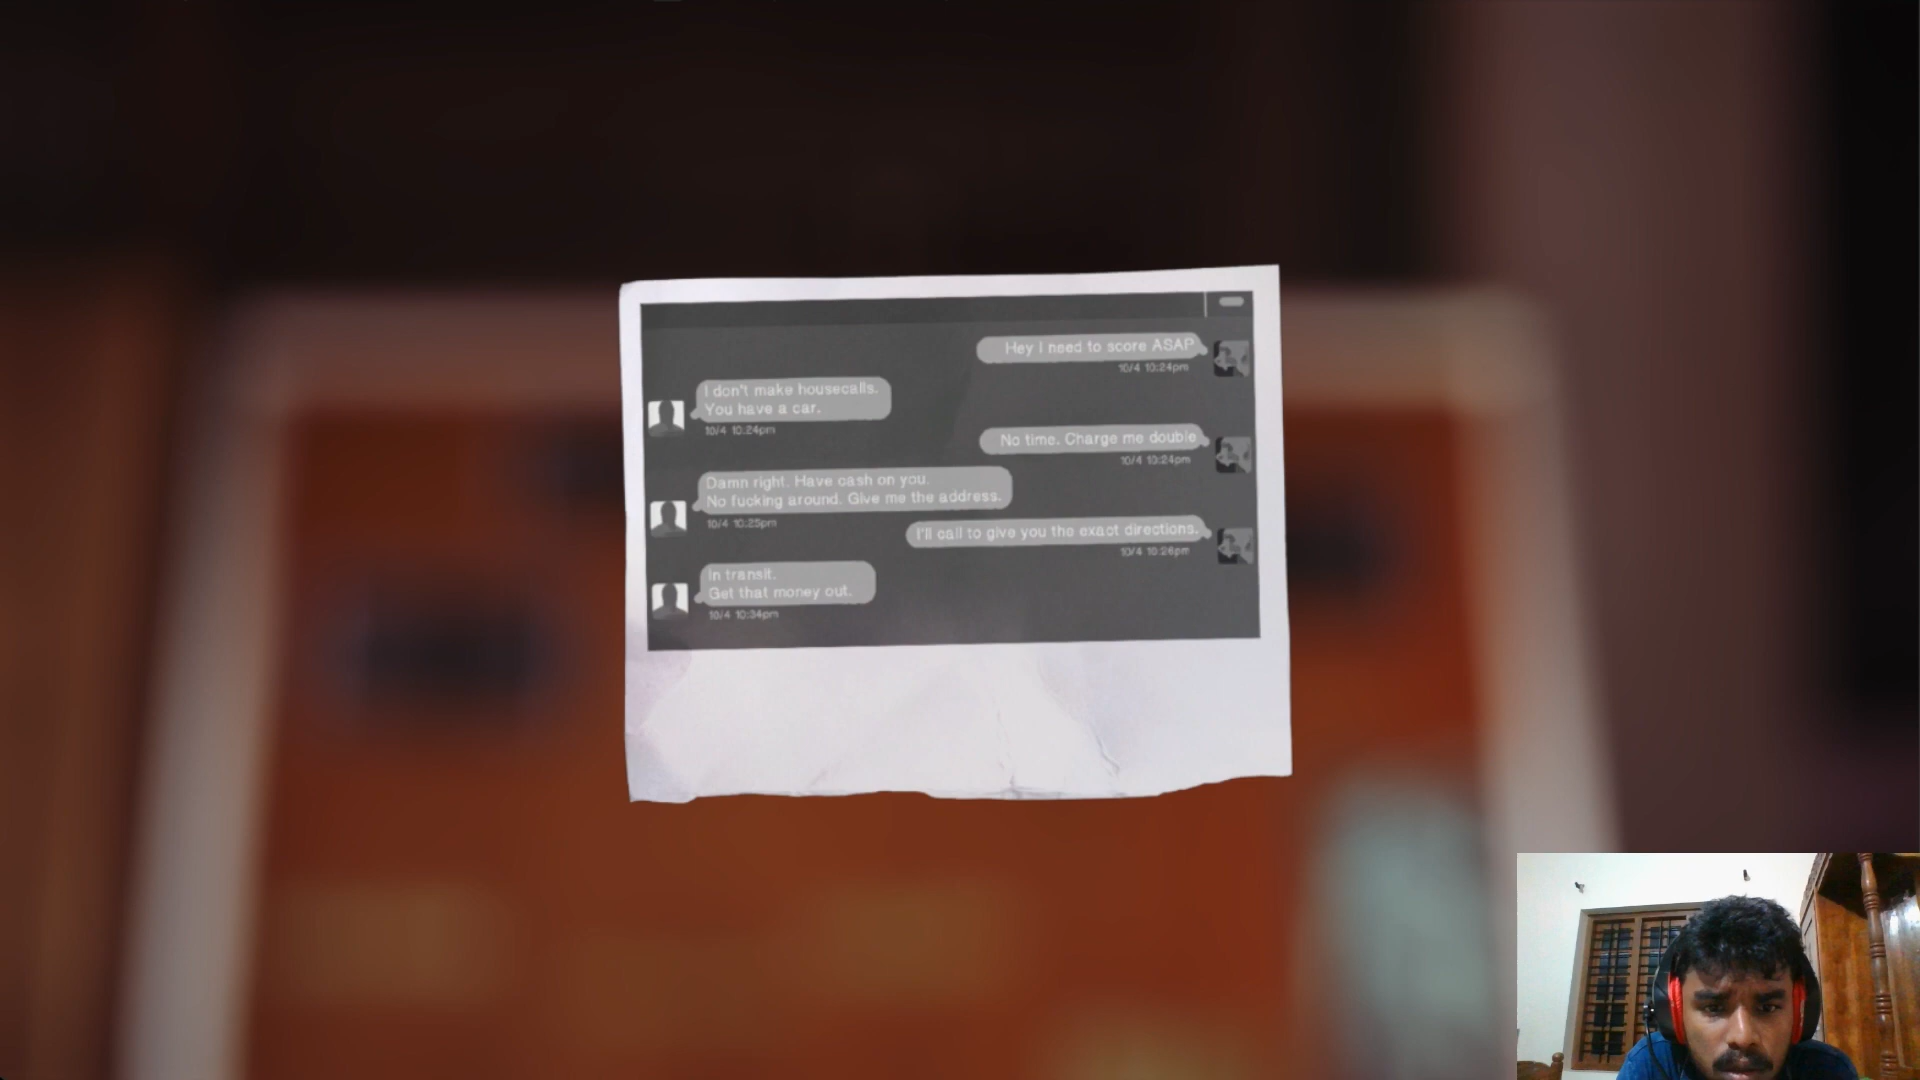 Hey I need to score ASAP
10/4 10:24pm
I don't make housecalls.
You have a car.
10/4 10:24pm
No time. Charge me double
10/4 10:24pm
Damn right. Have cash on you.
No fucking around. Give me the address.
10/4 10:25pm
I'll call to give you the exact directions.
10/4 10:26pm
In transit.
Get that money out.
10/4 10:34pm